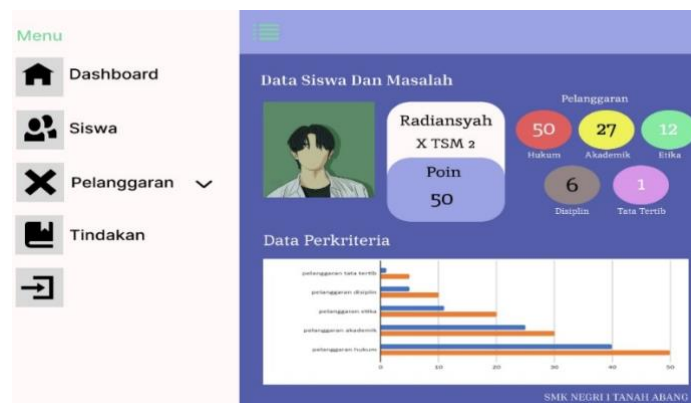 Menu
Dashboard
Siswa
Pelanggaran
Tindakan
Data Siswa Dan Masalah
Radiansyah
X TSM 2
Poin
50
Pelanggaran
50
27
12
Hukum
Akademik
Etika
6
1
Disiplin
Tata Tertib
Data Perkriteria
pelanggaran tata tertib
pelanggaran disiplin
pelanggaran etika
pelanggaran akademik
pelanggaran hukum
0 10 20 30 40 50
SMK NEGRI 1 TANAH ABANG